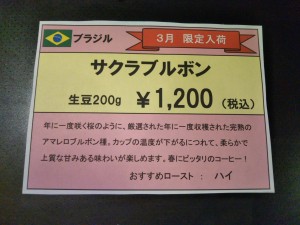 ブラジル
3月 限定入荷
サクラブルボン
生豆200g ￥1,200（税込）
年に一度咲く桜のように、厳選された年に一度収穫された完熟の
アマレロブルボン種。カップの温度が下がるにつれて、柔らかで
上質な甘みある味わいが楽しめます。春にピッタリのコーヒー！
おすすめロースト ： ハイ